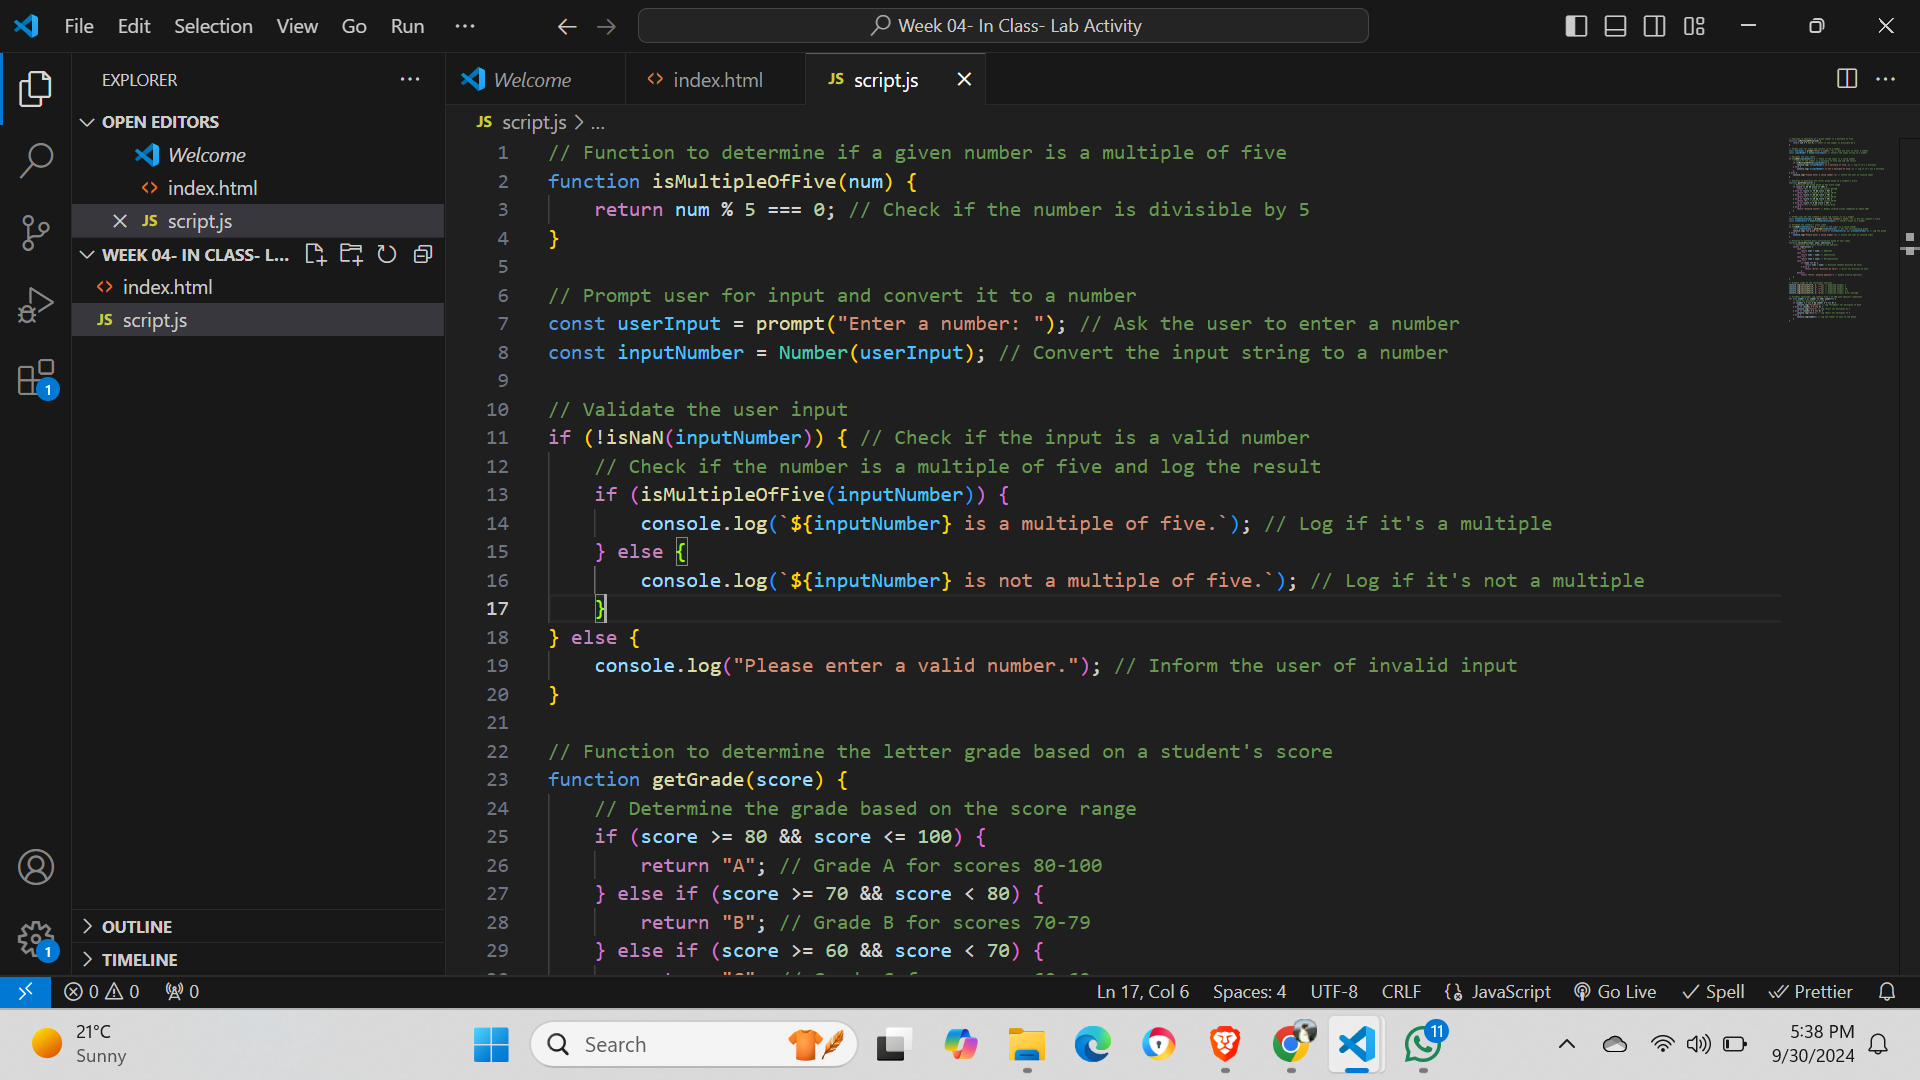 File Edit Selection View Go Run ···
Week 04- In Class- Lab Activity
EXPLORER
OPEN EDITORS
Welcome
index.html
JS script.js
WEEK 04- IN CLASS- L...
index.html
JS script.js
OUTLINE
TIMELINE
1
1
Welcome
index.html
JS script.js
JS script.js > ...
1 // Function to determine if a given number is a multiple of five
2 function isMultipleOfFive(num) {
3 return num % 5 === 0; // Check if the number is divisible by 5
4 }
5
6 // Prompt user for input and convert it to a number
7 const userInput = prompt("Enter a number: "); // Ask the user to enter a number
8 const inputNumber = Number(userInput); // Convert the input string to a number
9
10 // Validate the user input
11 if (!isNaN(inputNumber)) { // Check if the input is a valid number
12 // Check if the number is a multiple of five and log the result
13 if (isMultipleOfFive(inputNumber)) {
14 console.log(`${inputNumber} is a multiple of five.`); // Log if it's a multiple
15 } else {
16 console.log(`${inputNumber} is not a multiple of five.`); // Log if it's not a multiple
17 }
18 } else {
19 console.log("Please enter a valid number."); // Inform the user of invalid input
20 }
21
22 // Function to determine the letter grade based on a student's score
23 function getGrade(score) {
24 // Determine the grade based on the score range
25 if (score >= 80 && score <= 100) {
26 return "A"; // Grade A for scores 80-100
27 } else if (score >= 70 && score < 80) {
28 return "B"; // Grade B for scores 70-79
29 } else if (score >= 60 && score < 70) {
0 0 0
Ln 17, Col 6 Spaces: 4 UTF-8 CRLF JavaScript Go Live Spell Prettier
21°C
Sunny
Search
11
5:38 PM
9/30/2024